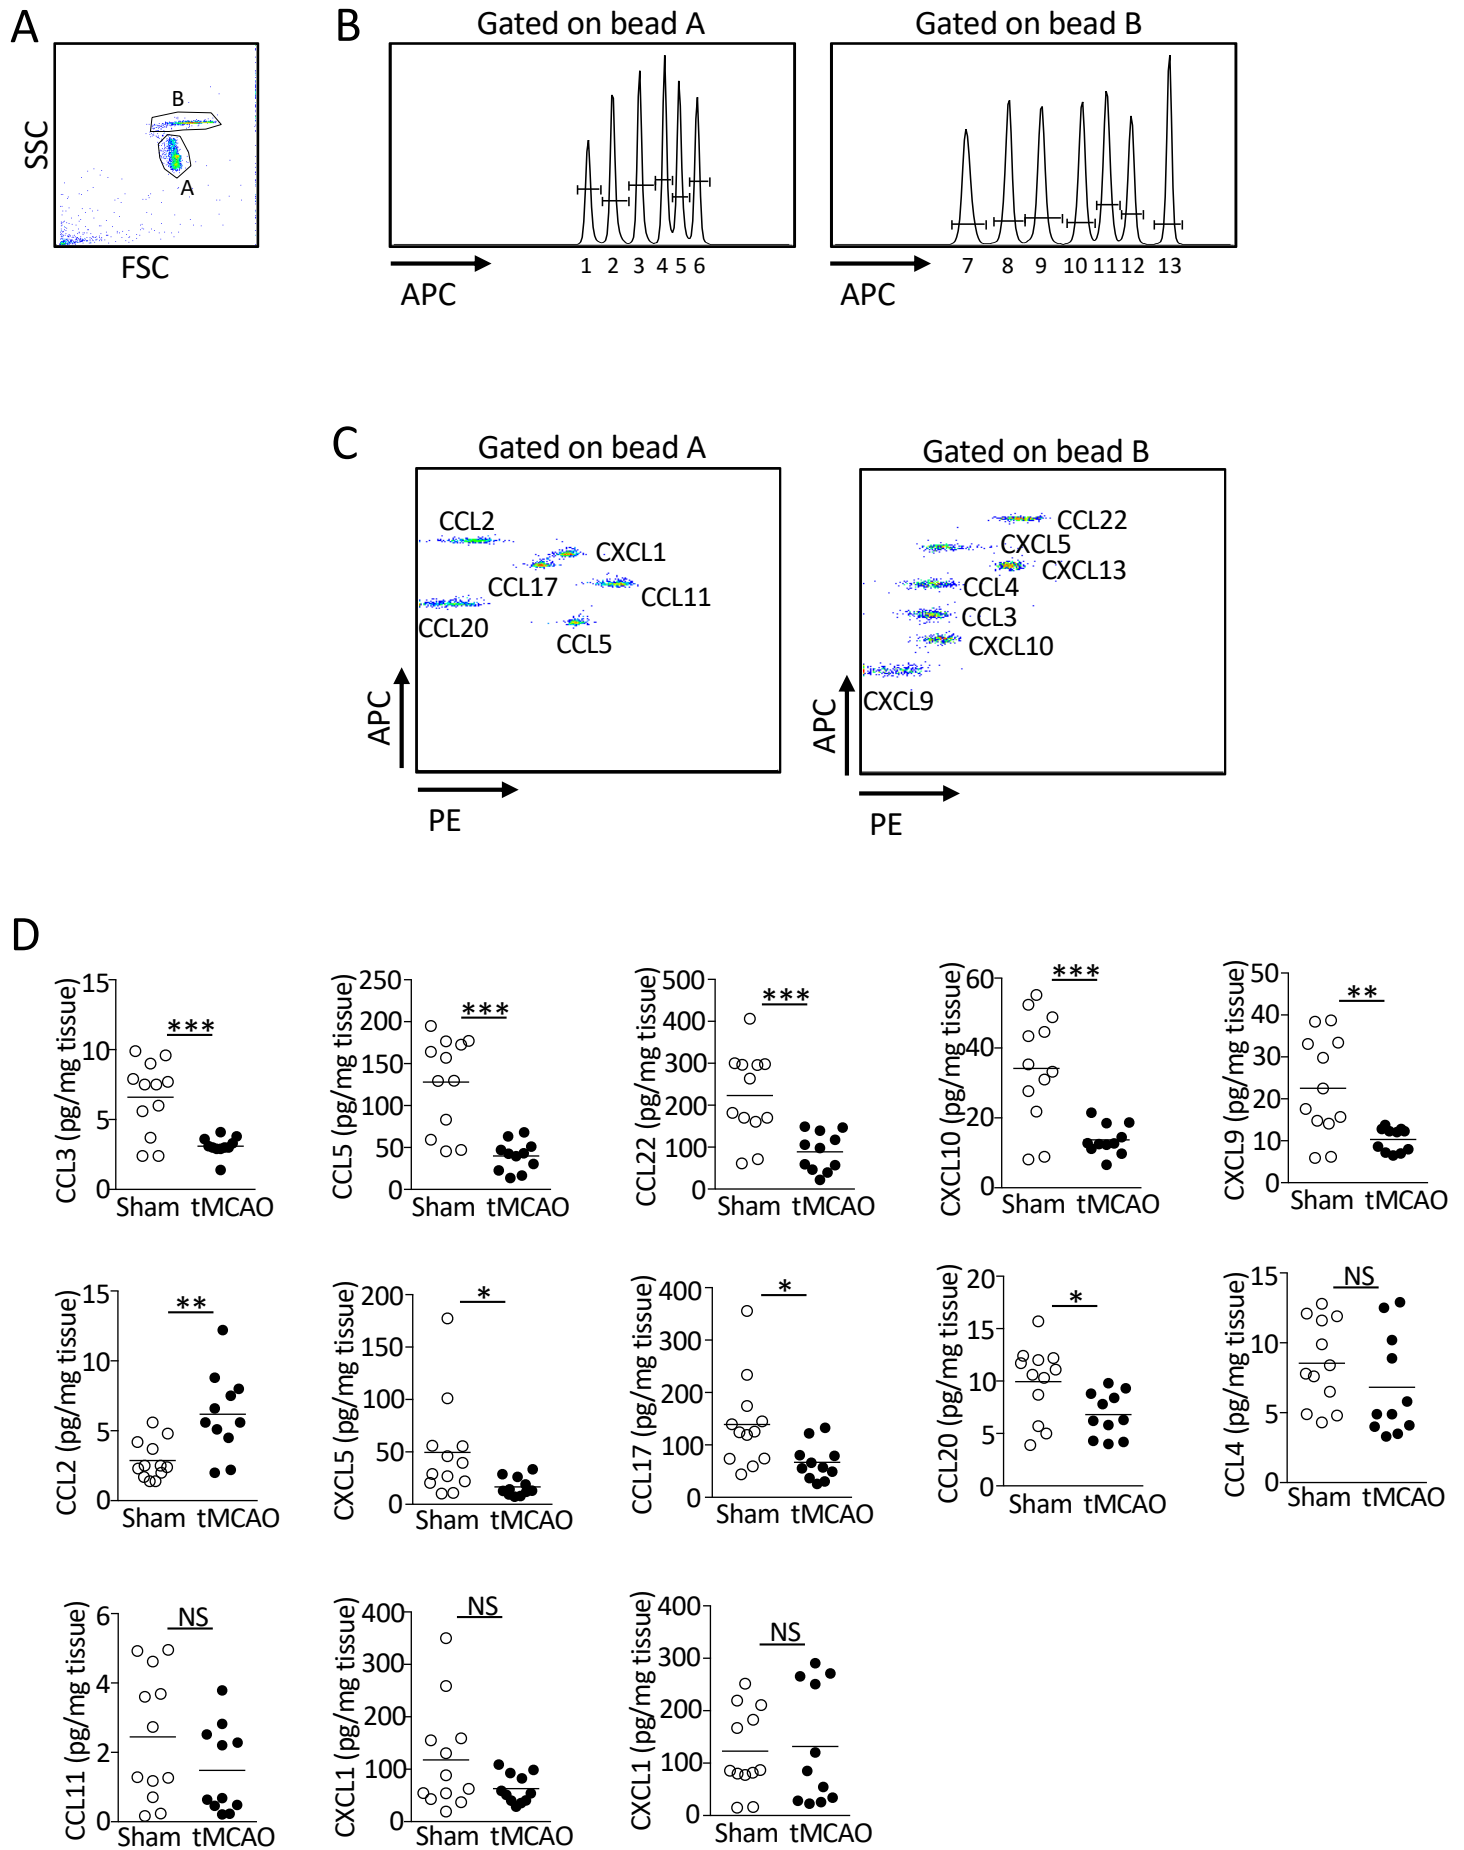 A
SSC
B
A
FSC
B
Gated on bead A
1 2 3 4 5 6
APC
Gated on bead B
7 8 9 10 11 12 13
APC
C
Gated on bead A
CCL2
CXCL1
CCL17
CCL11
CCL20
CCL5
APC
PE
Gated on bead B
CCL22
CXCL5
CXCL13
CCL4
CCL3
CXCL10
CXCL9
APC
PE
D
CCL3 (pg/mg tissue)
15
10
5
0
***
Sham tMCAO
CCL5 (pg/mg tissue)
250
200
150
100
50
0
***
Sham tMCAO
CCL22 (pg/mg tissue)
500
400
300
200
100
0
***
Sham tMCAO
CXCL10 (pg/mg tissue)
60
40
20
0
***
Sham tMCAO
CXCL9 (pg/mg tissue)
50
40
30
20
10
0
**
Sham tMCAO
CCL2 (pg/mg tissue)
15
10
5
0
**
Sham tMCAO
CXCL5 (pg/mg tissue)
200
150
100
50
0
*
Sham tMCAO
CCL17 (pg/mg tissue)
400
300
200
100
0
*
Sham tMCAO
CCL20 (pg/mg tissue)
20
15
10
5
0
*
Sham tMCAO
CCL4 (pg/mg tissue)
15
10
5
0
NS
Sham tMCAO
CCL11 (pg/mg tissue)
6
4
2
0
NS
Sham tMCAO
CXCL1 (pg/mg tissue)
400
300
200
100
0
NS
Sham tMCAO
CXCL1 (pg/mg tissue)
400
300
200
100
0
NS
Sham tMCAO